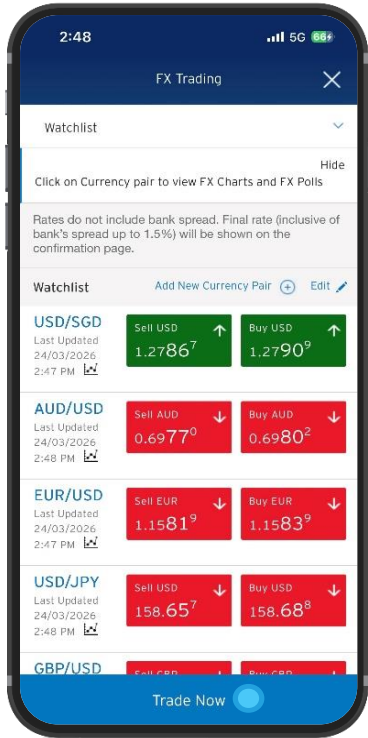 2:48 5G 66
FX Trading
Watchlist
Hide
Click on Currency pair to view FX Charts and FX Polls
Rates do not include bank spread. Final rate (inclusive of
bank's spread up to 1.5%) will be shown on the
confirmation page.
Watchlist Add New Currency Pair Edit
USD/SGD
Last Updated
24/03/2026
2:47 PM
Sell USD
1.2786⁷
Buy USD
1.2790⁹
AUD/USD
Last Updated
24/03/2026
2:48 PM
Sell AUD
0.6977⁰
Buy AUD
0.6980²
EUR/USD
Last Updated
24/03/2026
2:47 PM
Sell EUR
1.1581⁹
Buy EUR
1.1583⁹
USD/JPY
Last Updated
24/03/2026
2:48 PM
Sell USD
158.65⁷
Buy USD
158.68⁸
GBP/USD
Sell GBP
Buy GBP
Trade Now